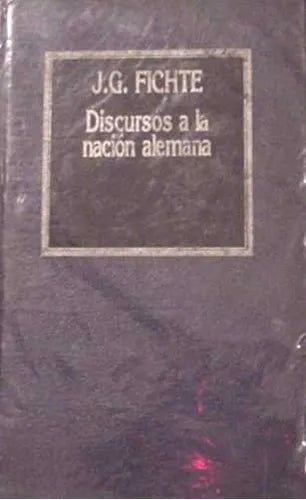 J.G. FICHTE
Discursos a la
nación alemana